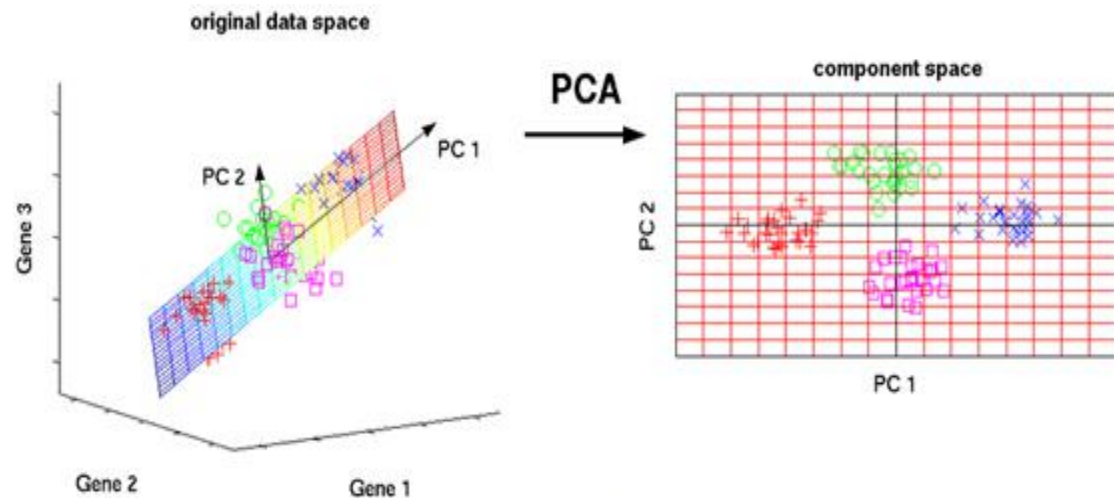 original data space
PCA
component space
PC 1
PC 2
Gene 3
Gene 2
Gene 1
PC 2
PC 1